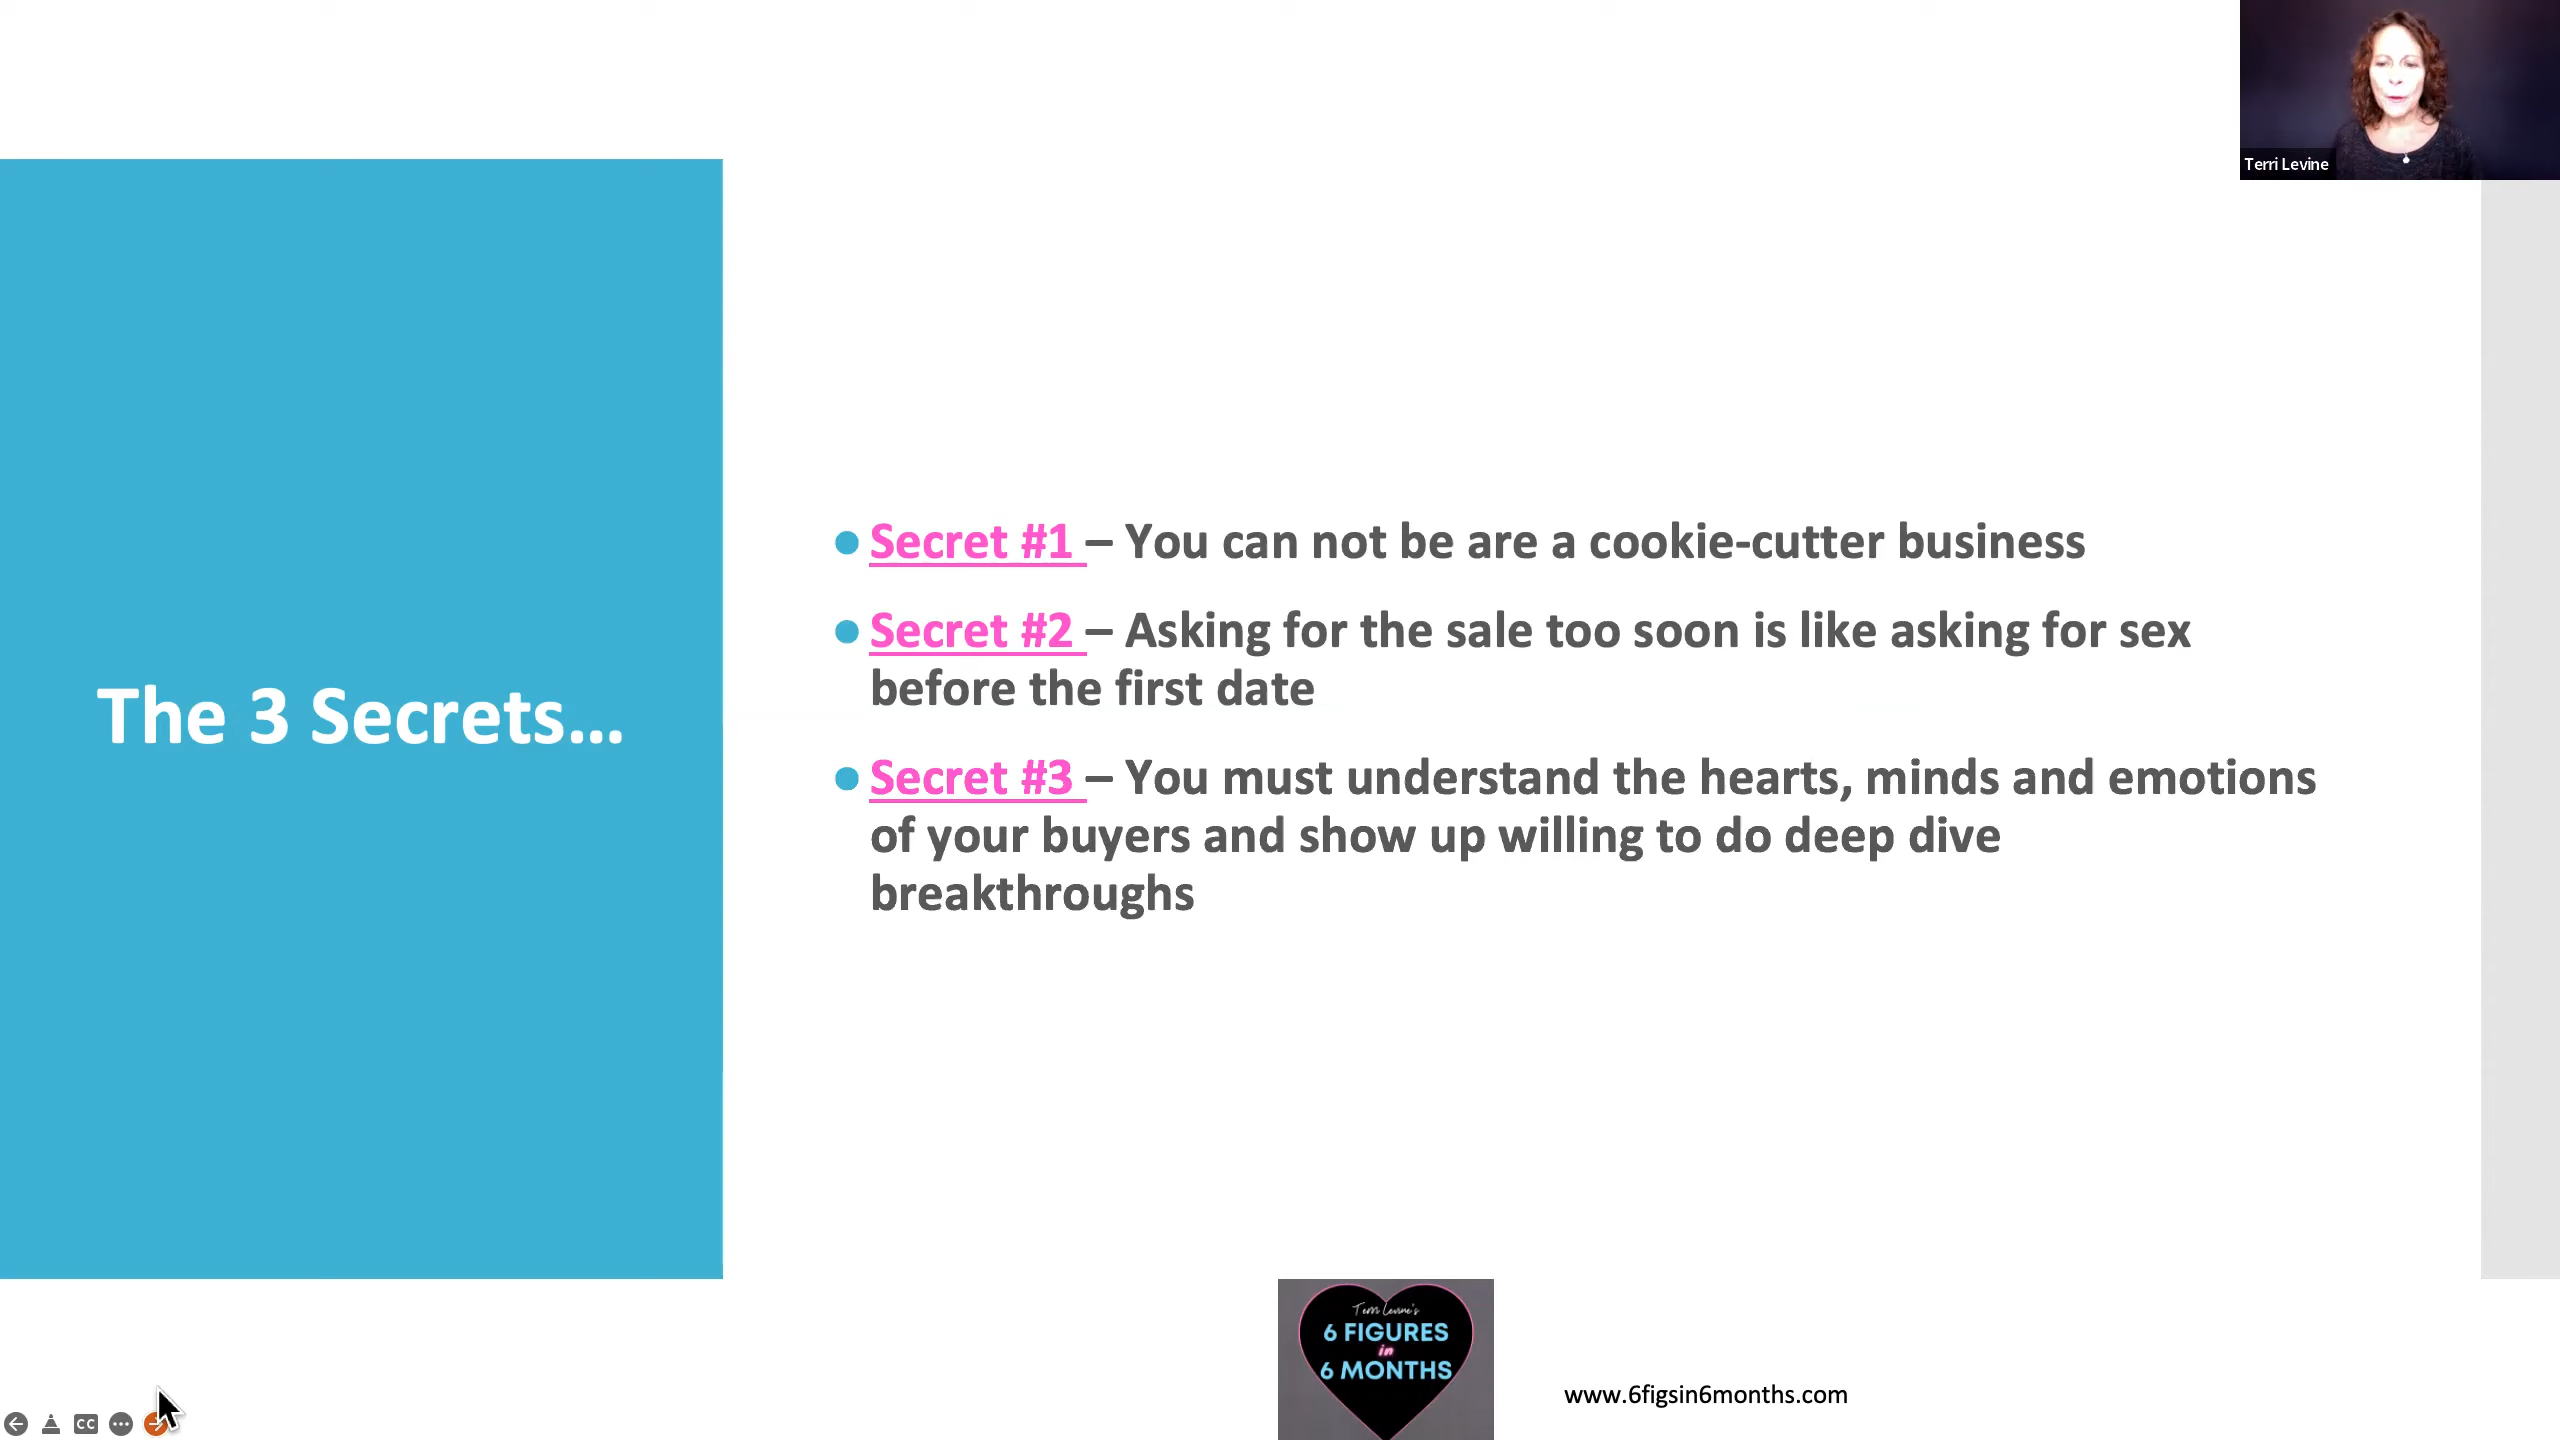 Terri Levine
The 3 Secrets...
Secret #1 – You can not be are a cookie-cutter business
Secret #2 – Asking for the sale too soon is like asking for sex
before the first date
Secret #3 – You must understand the hearts, minds and emotions
of your buyers and show up willing to do deep dive
breakthroughs
Terri Levine's
6 FIGURES
in
6 MONTHS
www.6figsin6months.com
CC